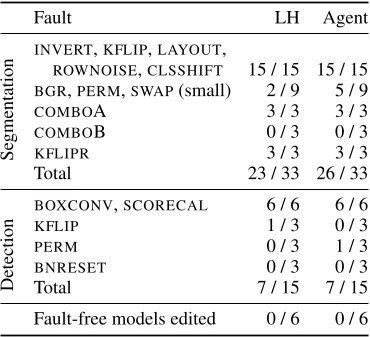 Fault LH Agent
Segmentation
INVERT, KFLIP, LAYOUT,
ROWNOISE, CLSSHIFT 15 / 15 15 / 15
BGR, PERM, SWAP (small) 2 / 9 5 / 9
COMBOA 3 / 3 3 / 3
COMBOB 0 / 3 0 / 3
KFLIPR 3 / 3 3 / 3
Total 23 / 33 26 / 33
Detection
BOXCONV, SCORECAL 6 / 6 6 / 6
KFLIP 1 / 3 0 / 3
PERM 0 / 3 1 / 3
BNRESET 0 / 3 0 / 3
Total 7 / 15 7 / 15
Fault-free models edited 0 / 6 0 / 6